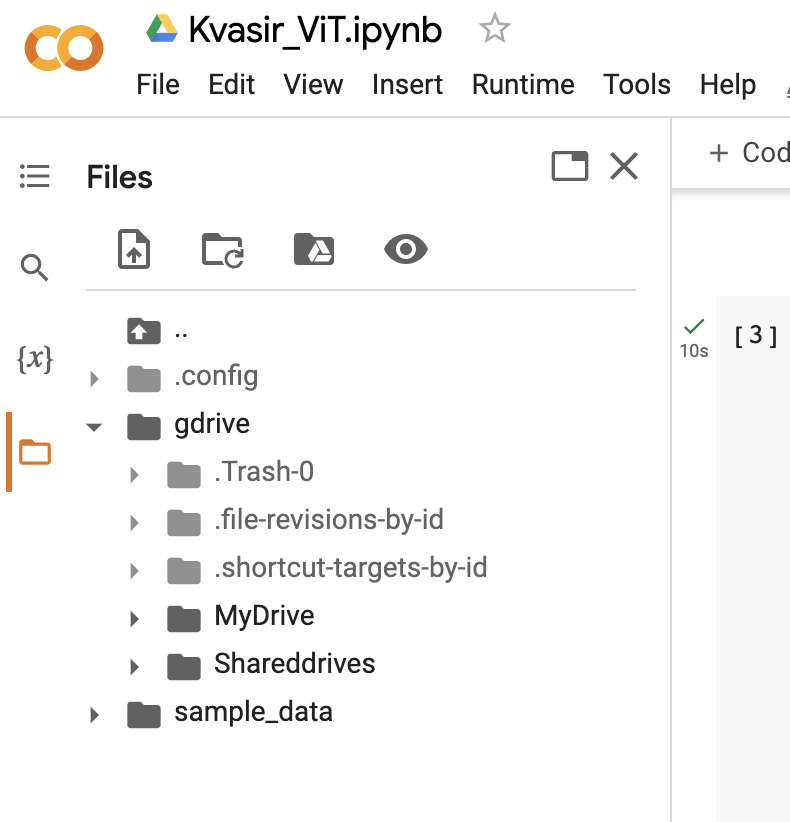 Kvasir_ViT.ipynb
File Edit View Insert Runtime Tools Help
Files
+ Cod
..
[3]
10s
.config
{x}
gdrive
.Trash-0
.file-revisions-by-id
.shortcut-targets-by-id
MyDrive
Shareddrives
sample_data